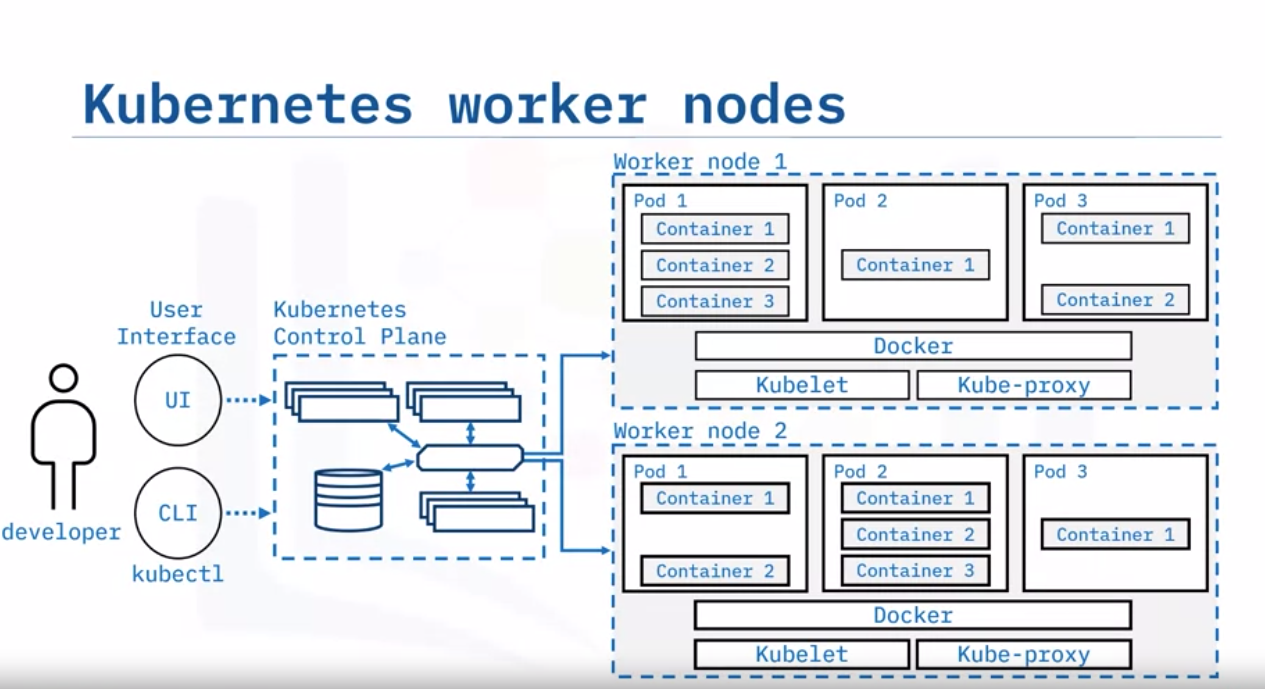 Kubernetes worker nodes
developer
User
Interface
UI
CLI
kubectl
Kubernetes
Control Plane
Worker node 1
Pod 1
Container 1
Container 2
Container 3
Pod 2
Container 1
Pod 3
Container 1
Container 2
Docker
Kubelet
Kube-proxy
Worker node 2
Pod 1
Container 1
Container 2
Pod 2
Container 1
Container 2
Container 3
Pod 3
Container 1
Docker
Kubelet
Kube-proxy